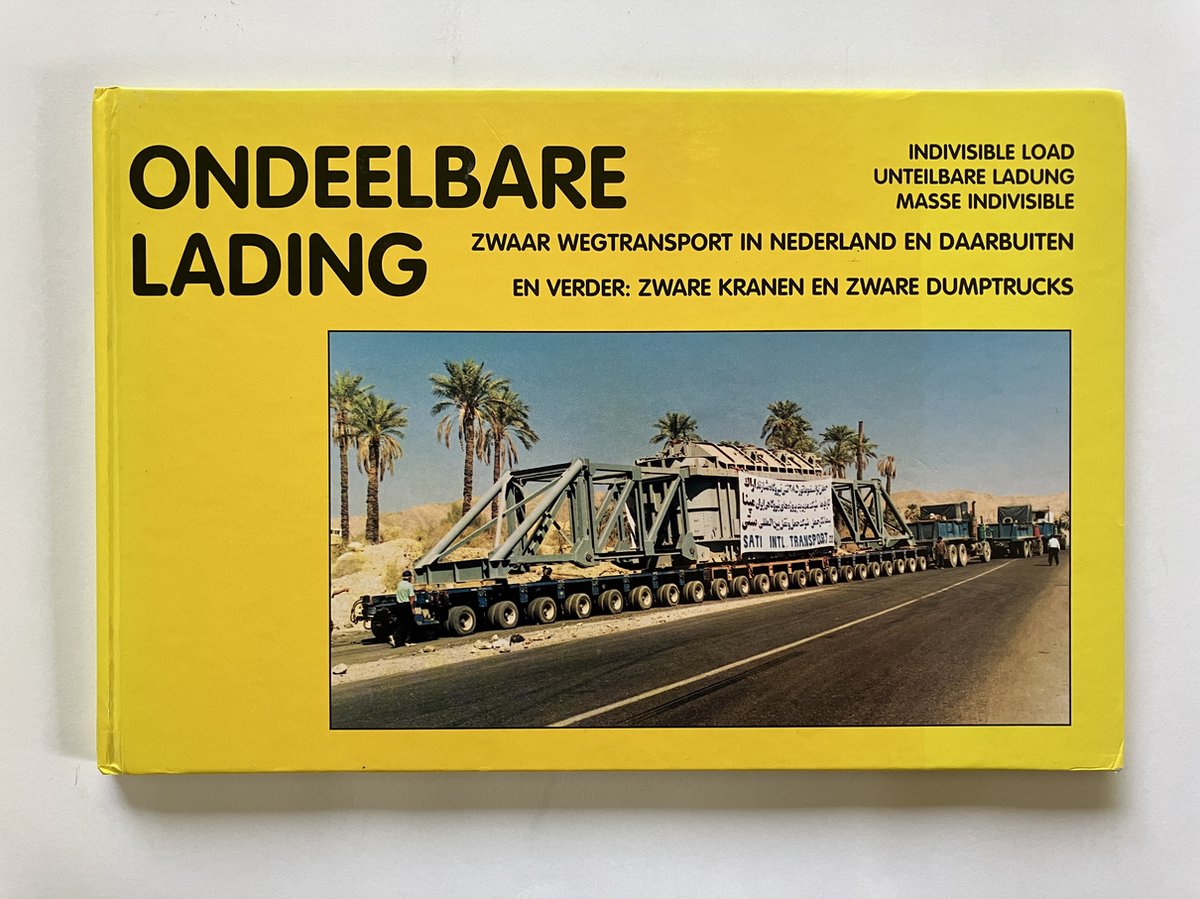 ONDEELBARE
LADING
INDIVISIBLE LOAD
UNTEILBARE LADUNG
MASSE INDIVISIBLE
ZWAAR WEGTRANSPORT IN NEDERLAND EN DAARBUITEN
EN VERDER: ZWARE KRANEN EN ZWARE DUMPTRUCKS
SATI INTL TRANSPORT